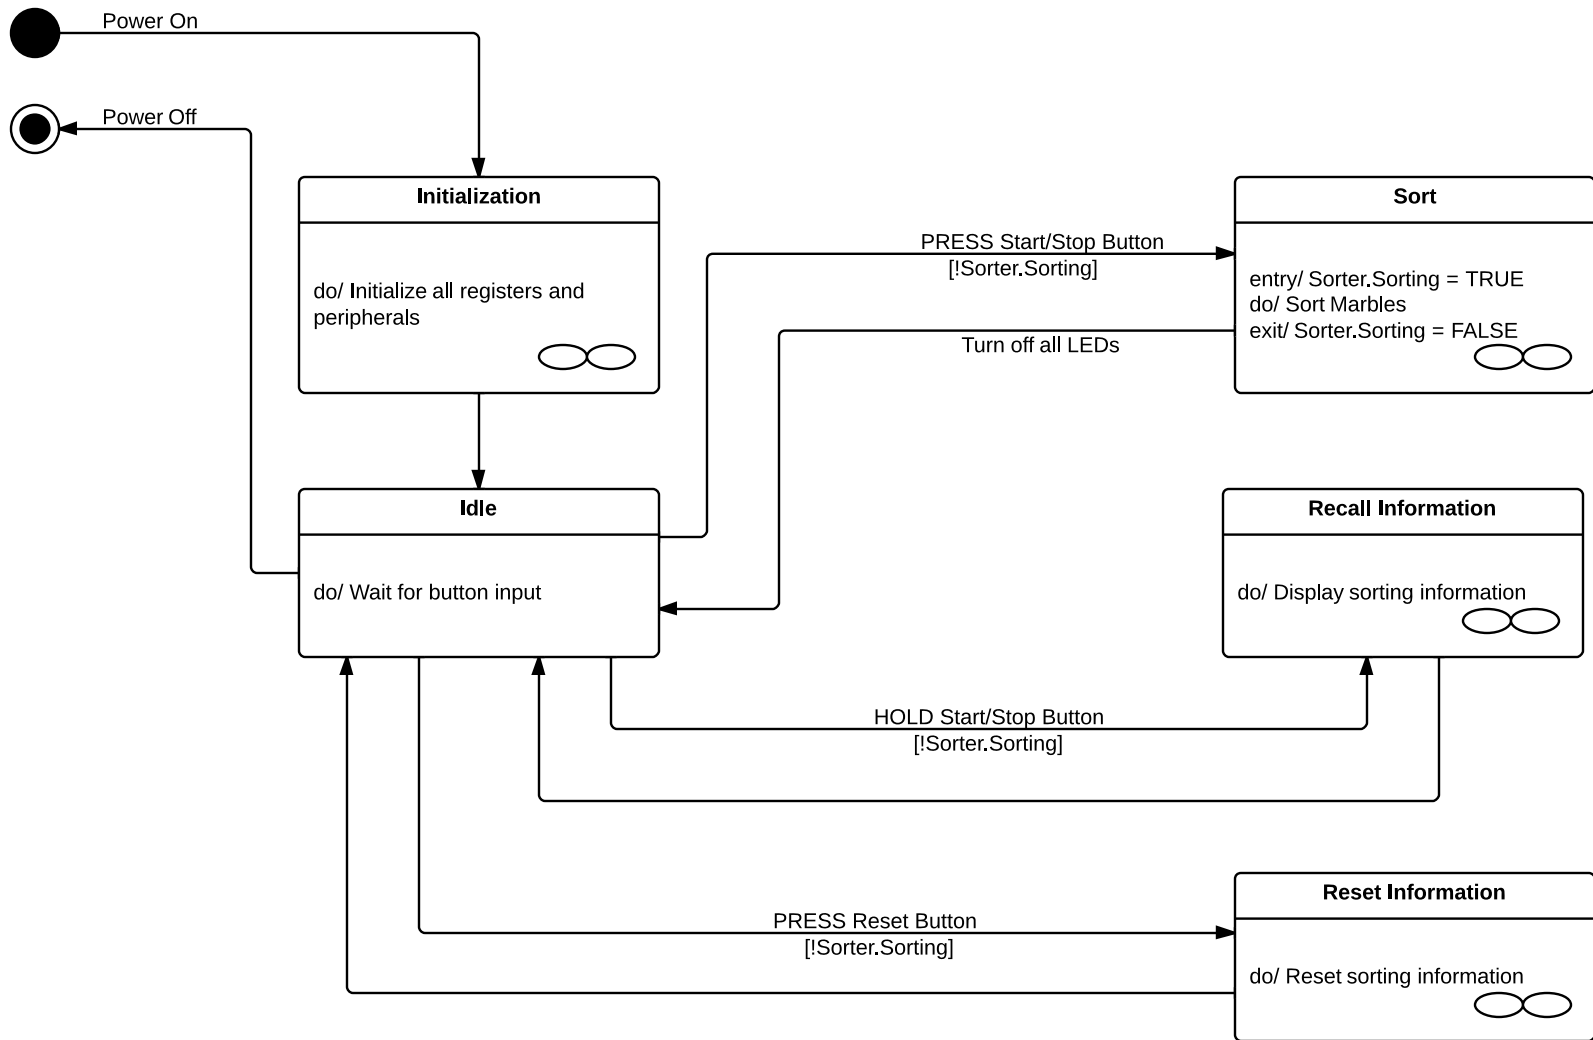 Power On
Power Off
Initialization
do/ Initialize all registers and
peripherals
Sort
entry/ Sorter.Sorting = TRUE
do/ Sort Marbles
exit/ Sorter.Sorting = FALSE
PRESS Start/Stop Button
[!Sorter.Sorting]
Turn off all LEDs
Idle
do/ Wait for button input
Recall Information
do/ Display sorting information
HOLD Start/Stop Button
[!Sorter.Sorting]
PRESS Reset Button
[!Sorter.Sorting]
Reset Information
do/ Reset sorting information